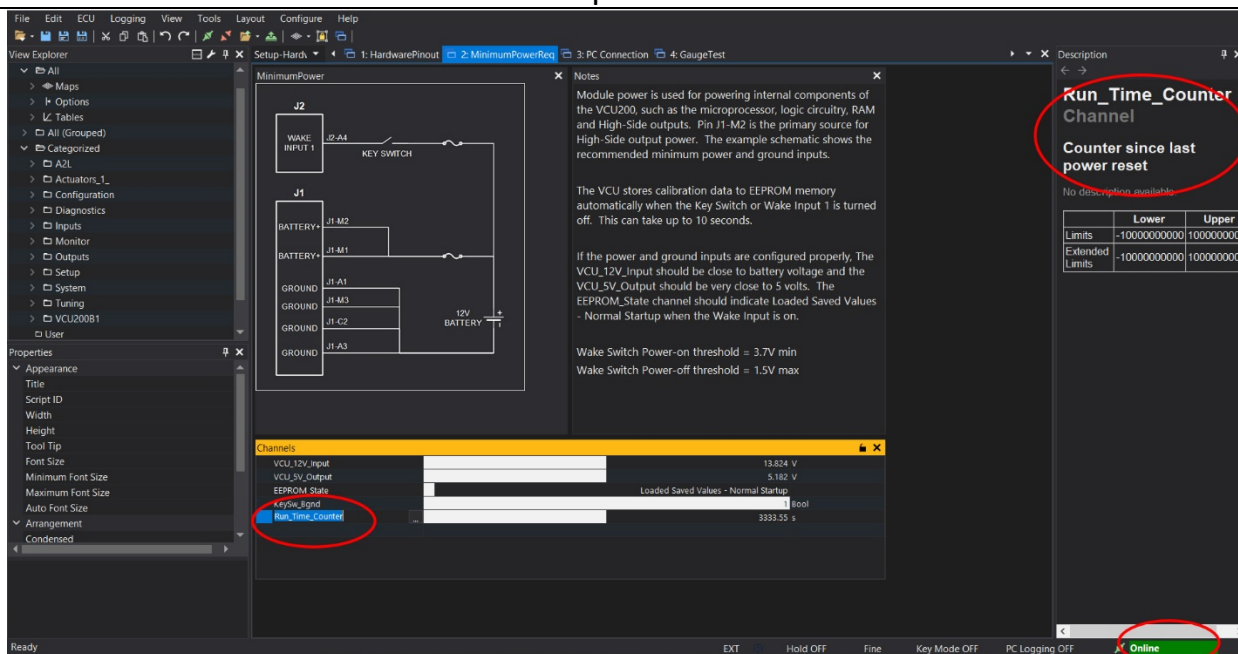 File Edit ECU Logging View Tools Layout Configure Help
View Explorer
All
Maps
Options
Tables
All (Grouped)
Categorized
A2L
Actuators_1_
Configuration
Diagnostics
Inputs
Monitor
Outputs
Setup
System
Tuning
VCU200B1
User
Properties
Appearance
Title
Script ID
Width
Height
Tool Tip
Font Size
Minimum Font Size
Maximum Font Size
Auto Font Size
Arrangement
Condensed
Setup-Hardw 1: HardwarePinout 2: MinimumPowerReq 3: PC Connection 4: GaugeTest
MinimumPower
J2
WAKE
INPUT 1
J2-A4
KEY SWITCH
J1
BATTERY+ J1-M2
BATTERY+ J1-M1
GROUND J1-A1
GROUND J1-M3
GROUND J1-C2
GROUND J1-A3
12V
BATTERY
+
Notes
Module power is used for powering internal components of
the VCU200, such as the microprocessor, logic circuitry, RAM
and High-Side outputs. Pin J1-M2 is the primary source for
High-Side output power. The example schematic shows the
recommended minimum power and ground inputs.
The VCU stores calibration data to EEPROM memory
automatically when the Key Switch or Wake Input 1 is turned
off. This can take up to 10 seconds.
If the power and ground inputs are configured properly, The
VCU_12V_Input should be close to battery voltage and the
VCU_5V_Output should be very close to 5 volts. The
EEPROM_State channel should indicate Loaded Saved Values
- Normal Startup when the Wake Input is on.
Wake Switch Power-on threshold = 3.7V min
Wake Switch Power-off threshold = 1.5V max
Channels
VCU_12V_Input 13.824 V
VCU_5V_Output 5.182 V
EEPROM State Loaded Saved Values - Normal Startup
KeySw_Bgnd 1 Bool
Run_Time_Counter ... 3333.55 s
Description
Run_Time_Counter
Channel
Counter since last
power reset
No description available
Lower Upper
Limits -10000000000 100000000
Extended
Limits -10000000000 100000000
Ready EXT Hold OFF Fine Key Mode OFF PC Logging OFF Online